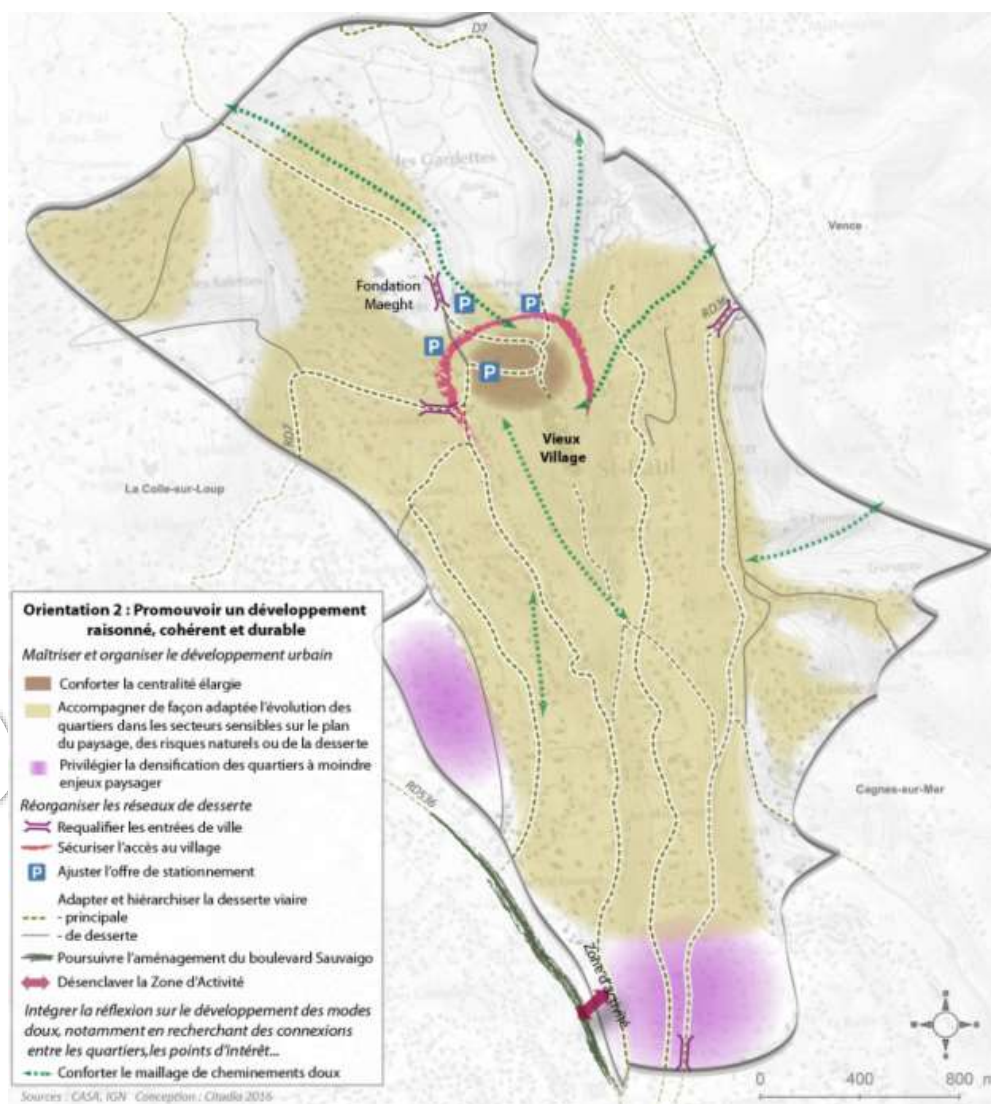 D7
les Gardettes
Vence
Fondation
Maeght
P
P
P
P
RD36
RD7
Vieux
Village
St-Paul
La Colle-sur-Loup
Orientation 2 : Promouvoir un développement
raisonné, cohérent et durable
Maîtriser et organiser le développement urbain
Conforter la centralité élargie
Accompagner de façon adaptée l'évolution des
quartiers dans les secteurs sensibles sur le plan
du paysage, des risques naturels ou de la desserte
Privilégier la densification des quartiers à moindre
enjeux paysager
Réorganiser les réseaux de desserte
Requalifier les entrées de ville
Sécuriser l'accès au village
P Ajuster l'offre de stationnement
Adapter et hiérarchiser la desserte viaire
- principale
- de desserte
Poursuivre l'aménagement du boulevard Sauvaigo
Désenclaver la Zone d'Activité
Intégrer la réflexion sur le développement des modes
doux, notamment en recherchant des connexions
entre les quartiers,les points d'intérêt...
Conforter le maillage de cheminements doux
Sources : CASA, IGN Conception : Citadia 2016
RD536
Cagnes-sur-Mer
Zone d'activité
0 400 800 m